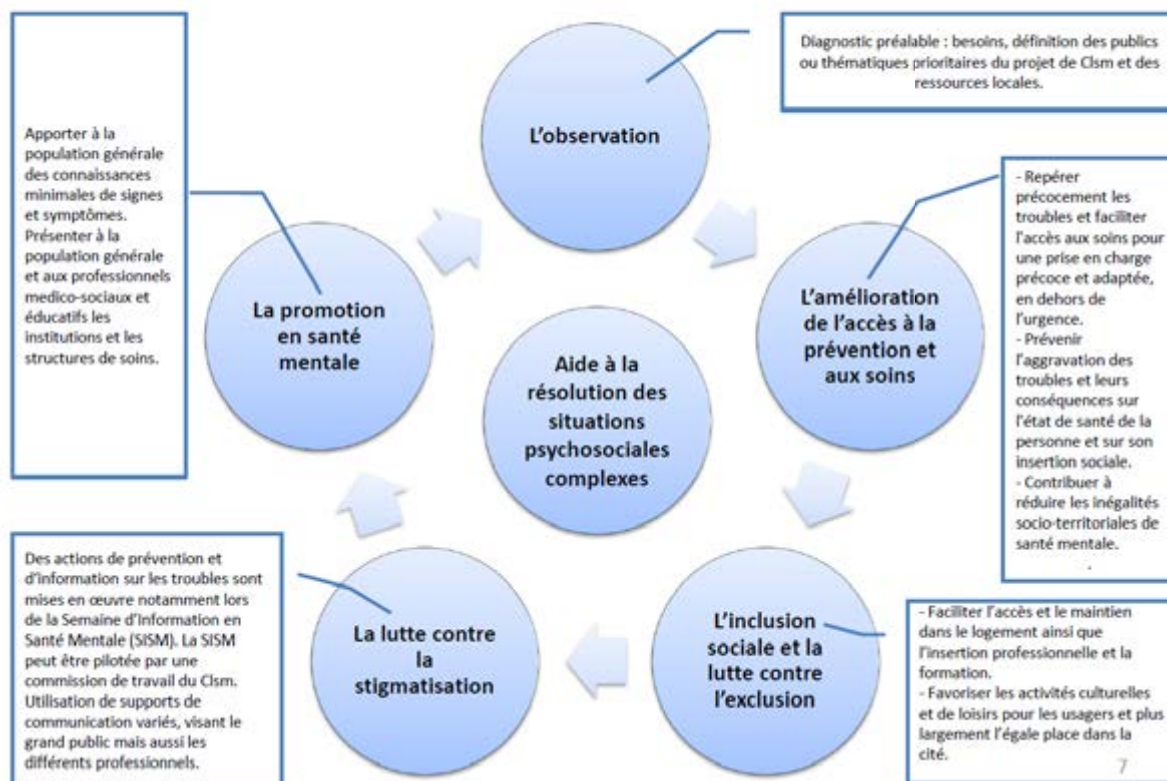 L'observation
Diagnostic préalable : besoins, définition des publics
ou thématiques prioritaires du projet de Clsm et des
ressources locales.
L'amélioration
de l'accès à la
prévention et
aux soins
- Repérer
précocement les
troubles et faciliter
l'accès aux soins pour
une prise en charge
précoce et adaptée,
en dehors de
l'urgence.
- Prévenir
l'aggravation des
troubles et leurs
conséquences sur
l'état de santé de la
personne et sur son
insertion sociale.
- Contribuer à
réduire les inégalités
socio-territoriales de
santé mentale.
.
L'inclusion
sociale et la
lutte contre
l'exclusion
- Faciliter l'accès et le maintien
dans le logement ainsi que
l'insertion professionnelle et la
formation.
- Favoriser les activités culturelles
et de loisirs pour les usagers et plus
largement l'égale place dans la
cité.
La lutte contre
la
stigmatisation
Des actions de prévention et
d'information sur les troubles sont
mises en œuvre notamment lors
de la Semaine d'Information en
Santé Mentale (SISM). La SISM
peut être pilotée par une
commission de travail du Clsm.
Utilisation de supports de
communication variés, visant le
grand public mais aussi les
différents professionnels.
La promotion
en santé
mentale
Apporter à la
population générale
des connaissances
minimales de signes
et symptômes.
Présenter à la
population générale
et aux professionnels
medico-sociaux et
éducatifs les
institutions et les
structures de soins.
Aide à la
résolution des
situations
psychosociales
complexes
7